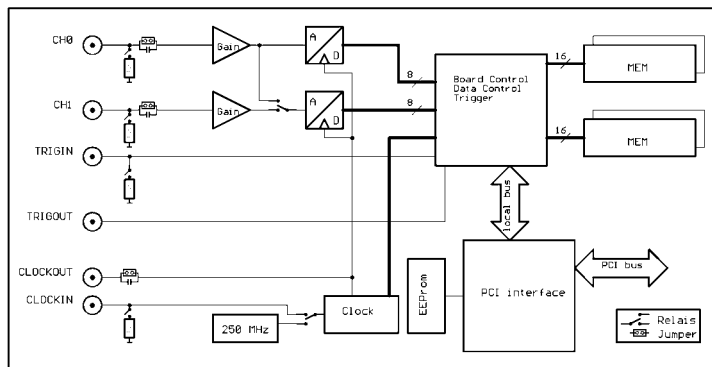 CH0
Gain
A
D
8
16
MEM
Board Control
Data Control
Trigger
CH1
Gain
A
D
8
16
MEM
TRIGIN
TRIGOUT
local bus
CLOCKOUT
CLOCKIN
250 MHz
Clock
EEProm
PCI interface
PCI bus
Relais
Jumper